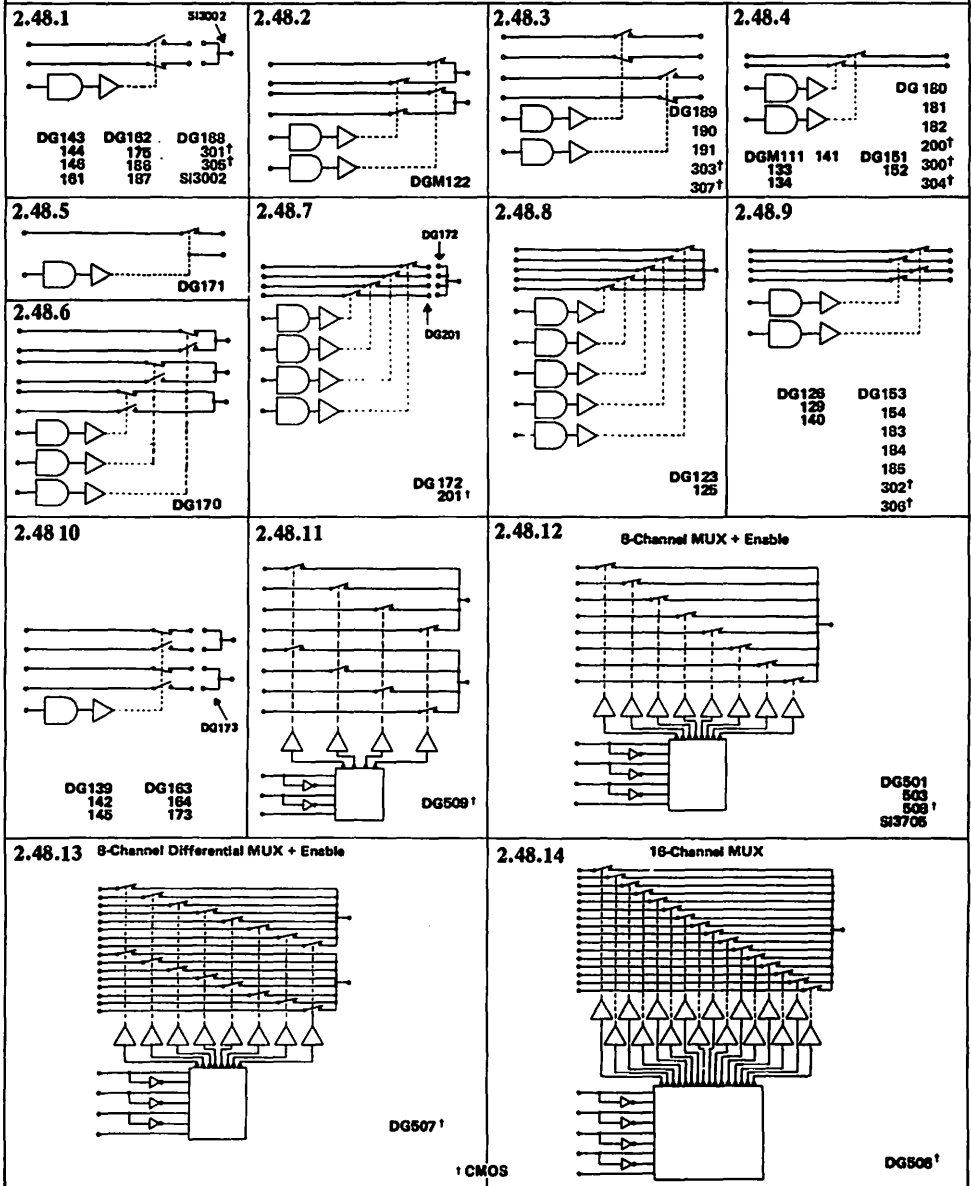 2.48.1
SI3002
DG143 DG162 DG188
144 175 301†
146 186 305†
161 187 SI3002
2.48.2
DGM122
2.48.3
DG189
190
191
303†
307†
2.48.4
DG180
181
182
200†
300†
304†
DGM111 141 DG151
133 152
134
2.48.5
DG171
2.48.6
DG170
2.48.7
DG172
DG201
DG172
201†
2.48.8
DG123
125
2.48.9
DG126 DG153
129 154
140 183
184
185
302†
306†
2.48 10
DG173
DG139 DG163
142 164
145 173
2.48.11
DG509†
2.48.12
8-Channel MUX + Enable
DG501
503
508†
SI3705
2.48.13 8-Channel Differential MUX + Enable
DG507†
2.48.14 16-Channel MUX
DG506†
† CMOS